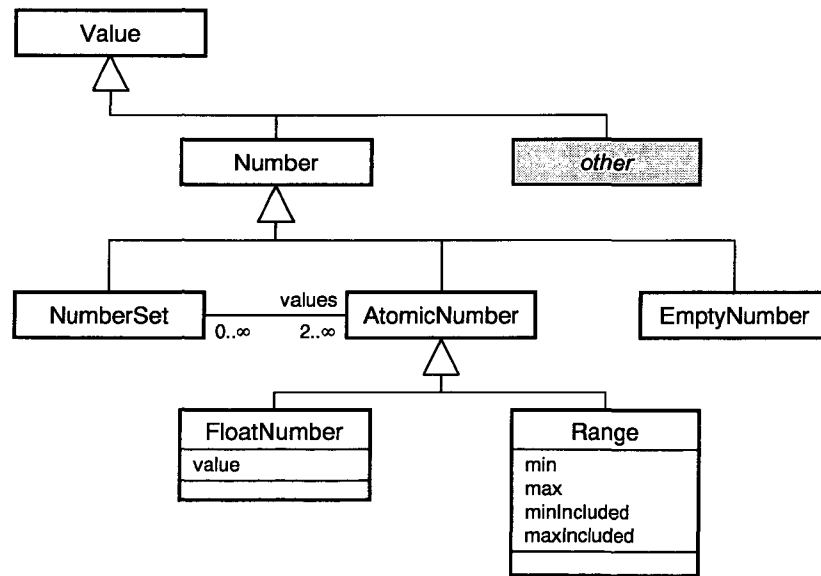 Value
Number
other
values
NumberSet
AtomicNumber
EmptyNumber
0..∞
2..∞
FloatNumber
Range
value
min
max
minIncluded
maxIncluded